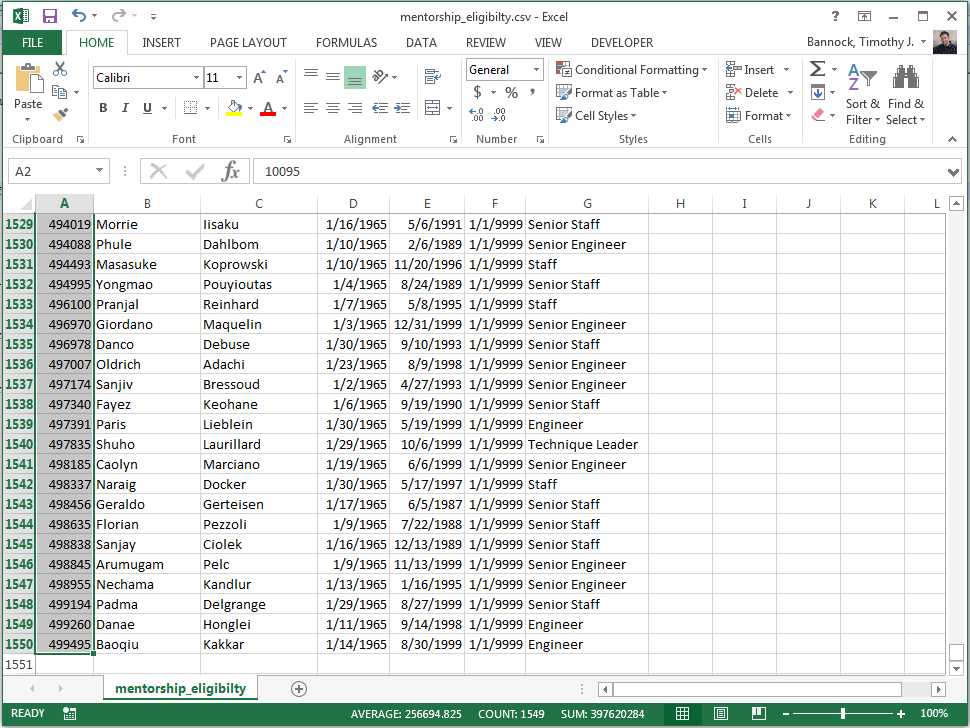 mentorship_eligibilty.csv - Excel
?
FILE HOME INSERT PAGE LAYOUT FORMULAS DATA REVIEW VIEW DEVELOPER Bannock, Timothy J.
Paste
Calibri 11 A A
B I U A
General
$ % ,
Conditional Formatting
Format as Table
Cell Styles
Insert
Delete
Format
Sort & Filter
Find & Select
Clipboard Font Alignment Number Styles Cells Editing
A2 fx 10095
A B C D E F G H I J K L
1529 494019 Morrie Iisaku 1/16/1965 5/6/1991 1/1/9999 Senior Staff
1530 494088 Phule Dahlbom 1/10/1965 2/6/1989 1/1/9999 Senior Engineer
1531 494493 Masasuke Koprowski 1/10/1965 11/20/1996 1/1/9999 Staff
1532 494995 Yongmao Pouyioutas 1/4/1965 8/24/1989 1/1/9999 Senior Staff
1533 496100 Pranjal Reinhard 1/7/1965 5/8/1995 1/1/9999 Staff
1534 496970 Giordano Maquelin 1/3/1965 12/31/1999 1/1/9999 Senior Engineer
1535 496978 Danco Debuse 1/30/1965 9/10/1993 1/1/9999 Senior Staff
1536 497007 Oldrich Adachi 1/23/1965 8/9/1998 1/1/9999 Senior Engineer
1537 497174 Sanjiv Bressoud 1/2/1965 4/27/1993 1/1/9999 Senior Engineer
1538 497340 Fayez Keohane 1/6/1965 9/19/1990 1/1/9999 Senior Staff
1539 497391 Paris Lieblein 1/30/1965 5/19/1999 1/1/9999 Engineer
1540 497835 Shuho Laurillard 1/29/1965 10/6/1999 1/1/9999 Technique Leader
1541 498185 Caolyn Marciano 1/19/1965 6/6/1999 1/1/9999 Senior Engineer
1542 498337 Naraig Docker 1/30/1965 5/17/1997 1/1/9999 Staff
1543 498456 Geraldo Gerteisen 1/17/1965 6/5/1987 1/1/9999 Senior Staff
1544 498635 Florian Pezzoli 1/9/1965 7/22/1988 1/1/9999 Senior Staff
1545 498838 Sanjay Ciolek 1/16/1965 12/13/1989 1/1/9999 Senior Staff
1546 498845 Arumugam Pelc 1/9/1965 11/13/1999 1/1/9999 Senior Engineer
1547 498955 Nechama Kandlur 1/13/1965 1/16/1995 1/1/9999 Senior Engineer
1548 499194 Padma Delgrange 1/29/1965 8/27/1999 1/1/9999 Senior Staff
1549 499260 Danae Honglei 1/11/1965 9/14/1998 1/1/9999 Engineer
1550 499495 Baoqiu Kakkar 1/14/1965 8/30/1999 1/1/9999 Engineer
1551
mentorship_eligibilty
READY AVERAGE: 256694.825 COUNT: 1549 SUM: 397620284 100%